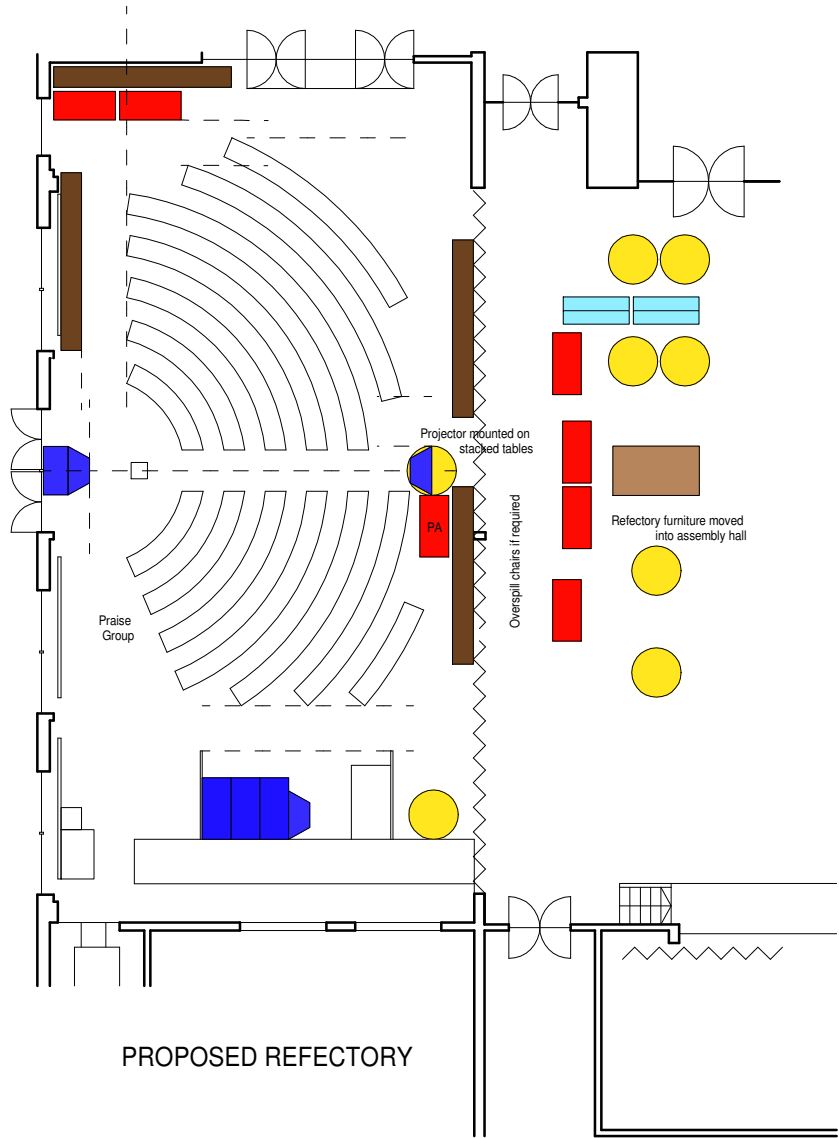 Projector mounted on
stacked tables
PA
Overspill chairs if required
Refectory furniture moved
into assembly hall
Praise
Group
PROPOSED REFECTORY